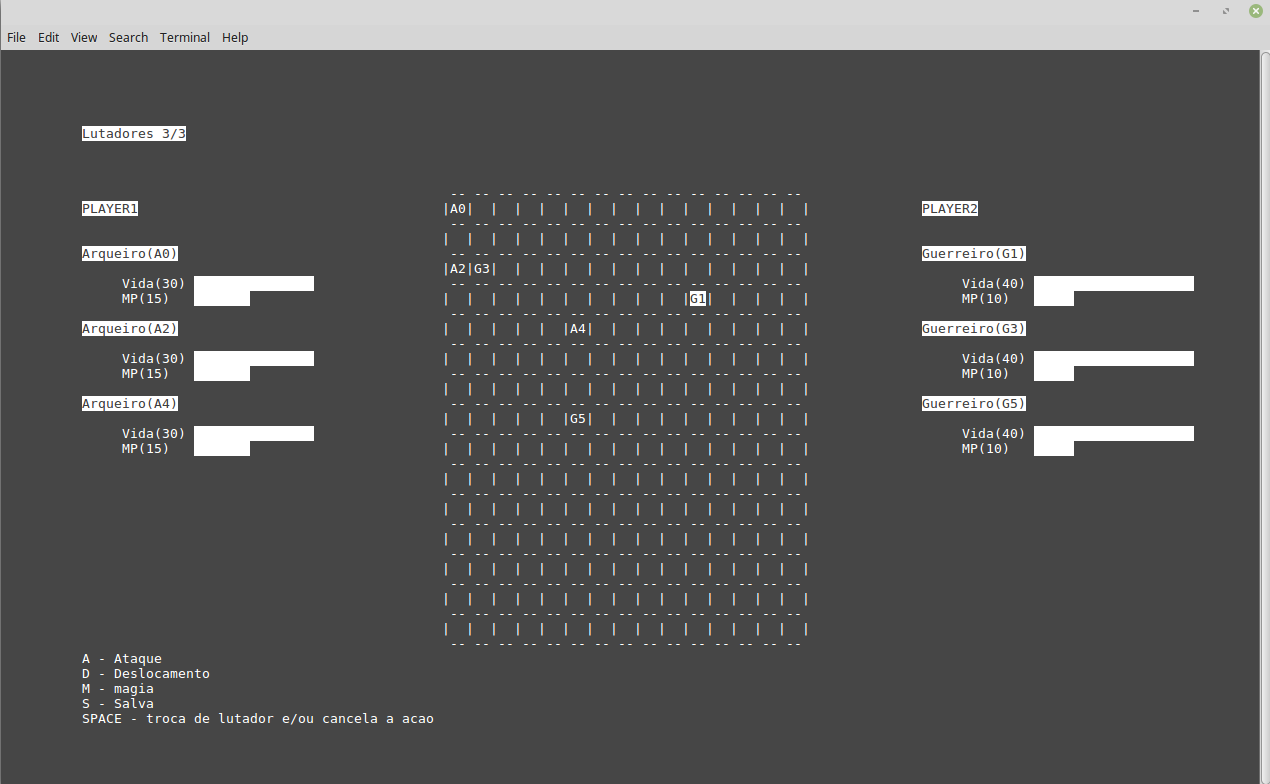 File Edit View Search Terminal Help
Lutadores 3/3
-- -- -- -- -- -- -- -- -- -- -- -- -- -- --
PLAYER1 |A0|  |  |  |  |  |  |  |  |  |  |  |  |  |  | PLAYER2
-- -- -- -- -- -- -- -- -- -- -- -- -- -- --
|  |  |  |  |  |  |  |  |  |  |  |  |  |  |  |
Arqueiro(A0) -- -- -- -- -- -- -- -- -- -- -- -- -- -- -- Guerreiro(G1)
|A2|G3|  |  |  |  |  |  |  |  |  |  |  |  |  |
Vida(30) -- -- -- -- -- -- -- -- -- -- -- -- -- -- -- Vida(40)
MP(15) |  |  |  |  |  |  |  |  |  |  |G1|  |  |  |  | MP(10)
-- -- -- -- -- -- -- -- -- -- -- -- -- -- --
Arqueiro(A2) |  |  |  |  |  |A4|  |  |  |  |  |  |  |  |  | Guerreiro(G3)
-- -- -- -- -- -- -- -- -- -- -- -- -- -- --
Vida(30) |  |  |  |  |  |  |  |  |  |  |  |  |  |  |  | Vida(40)
MP(15) -- -- -- -- -- -- -- -- -- -- -- -- -- -- -- MP(10)
|  |  |  |  |  |  |  |  |  |  |  |  |  |  |  |
Arqueiro(A4) -- -- -- -- -- -- -- -- -- -- -- -- -- -- -- Guerreiro(G5)
|  |  |  |  |  |G5|  |  |  |  |  |  |  |  |  |
Vida(30) -- -- -- -- -- -- -- -- -- -- -- -- -- -- -- Vida(40)
MP(15) |  |  |  |  |  |  |  |  |  |  |  |  |  |  |  | MP(10)
-- -- -- -- -- -- -- -- -- -- -- -- -- -- --
|  |  |  |  |  |  |  |  |  |  |  |  |  |  |  |
-- -- -- -- -- -- -- -- -- -- -- -- -- -- --
|  |  |  |  |  |  |  |  |  |  |  |  |  |  |  |
-- -- -- -- -- -- -- -- -- -- -- -- -- -- --
|  |  |  |  |  |  |  |  |  |  |  |  |  |  |  |
-- -- -- -- -- -- -- -- -- -- -- -- -- -- --
|  |  |  |  |  |  |  |  |  |  |  |  |  |  |  |
-- -- -- -- -- -- -- -- -- -- -- -- -- -- --
|  |  |  |  |  |  |  |  |  |  |  |  |  |  |  |
-- -- -- -- -- -- -- -- -- -- -- -- -- -- --
|  |  |  |  |  |  |  |  |  |  |  |  |  |  |  |
-- -- -- -- -- -- -- -- -- -- -- -- -- -- --
A - Ataque
D - Deslocamento
M - magia
S - Salva
SPACE - troca de lutador e/ou cancela a acao